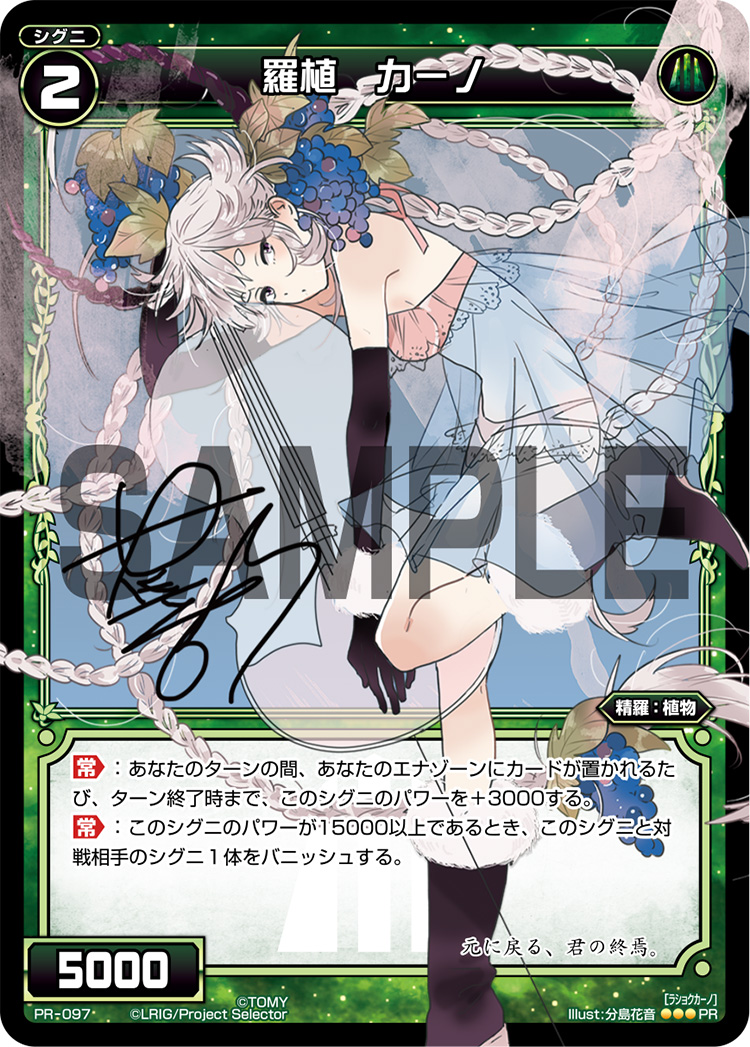 シグニ
2
羅植 カーノ
SAMPLE
精羅：植物
常：あなたのターンの間、あなたのエナゾーンにカードが置かれるた
び、ターン終了時まで、このシグニのパワーを＋3000する。
常：このシグニのパワーが15000以上であるとき、このシグニと対
戦相手のシグニ１体をバニッシュする。
元に戻る、君の終焉。
5000
PR-097
©TOMY
©LRIG/Project Selector
[ラショクカーノ]
Illust:分島花音
PR